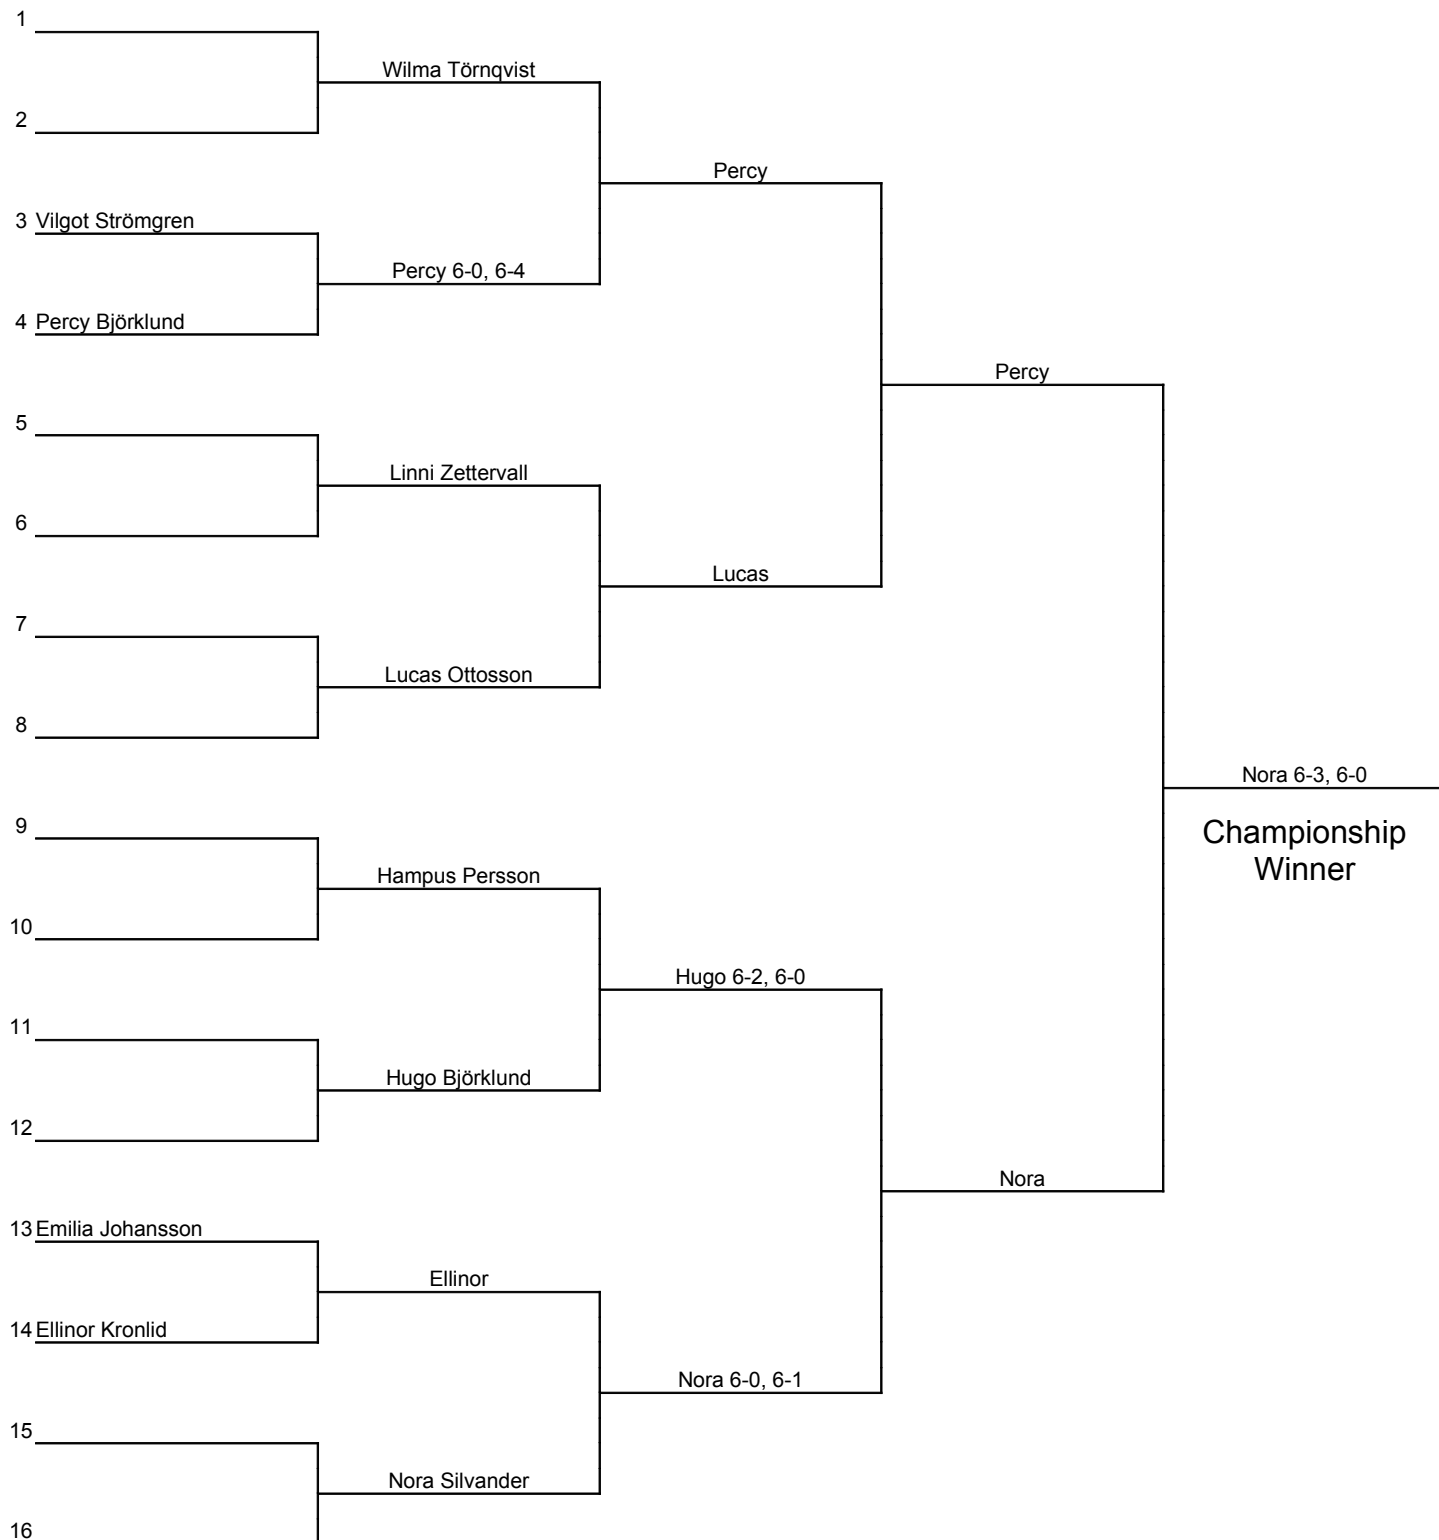 1
Wilma Törnqvist
2
Percy
3 Vilgot Strömgren
Percy 6-0, 6-4
4 Percy Björklund
Percy
5
Linni Zettervall
6
Lucas
7
Lucas Ottosson
8
Nora 6-3, 6-0
9
Championship
Winner
Hampus Persson
10
Hugo 6-2, 6-0
11
Hugo Björklund
12
Nora
13 Emilia Johansson
Ellinor
14 Ellinor Kronlid
Nora 6-0, 6-1
15
Nora Silvander
16